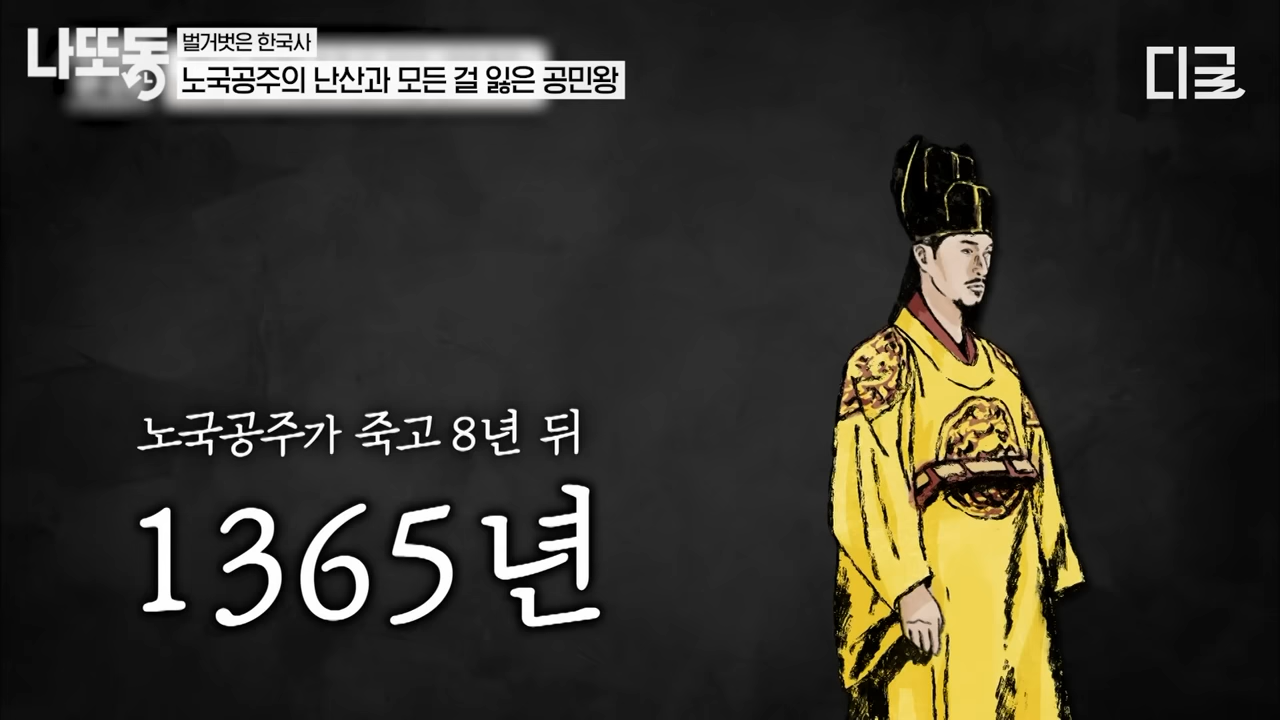 나또동
벌거벗은 한국사
노국공주의 난산과 모든 걸 잃은 공민왕
디글
노국공주가 죽고 8년 뒤
1365년